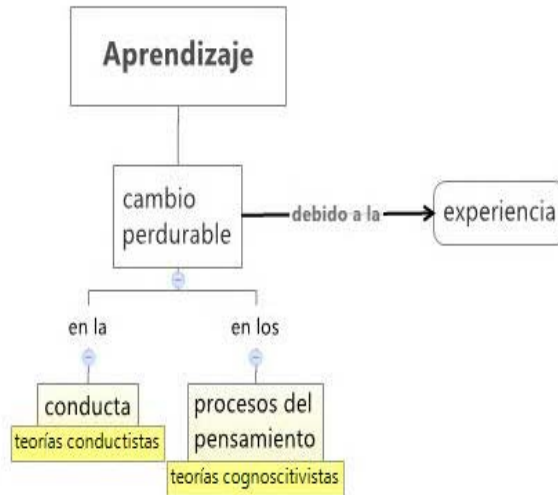 Aprendizaje
cambio
perdurable
debido a la
experiencia
en la
en los
conducta
teorías conductistas
procesos del
pensamiento
teorías cognoscitivistas